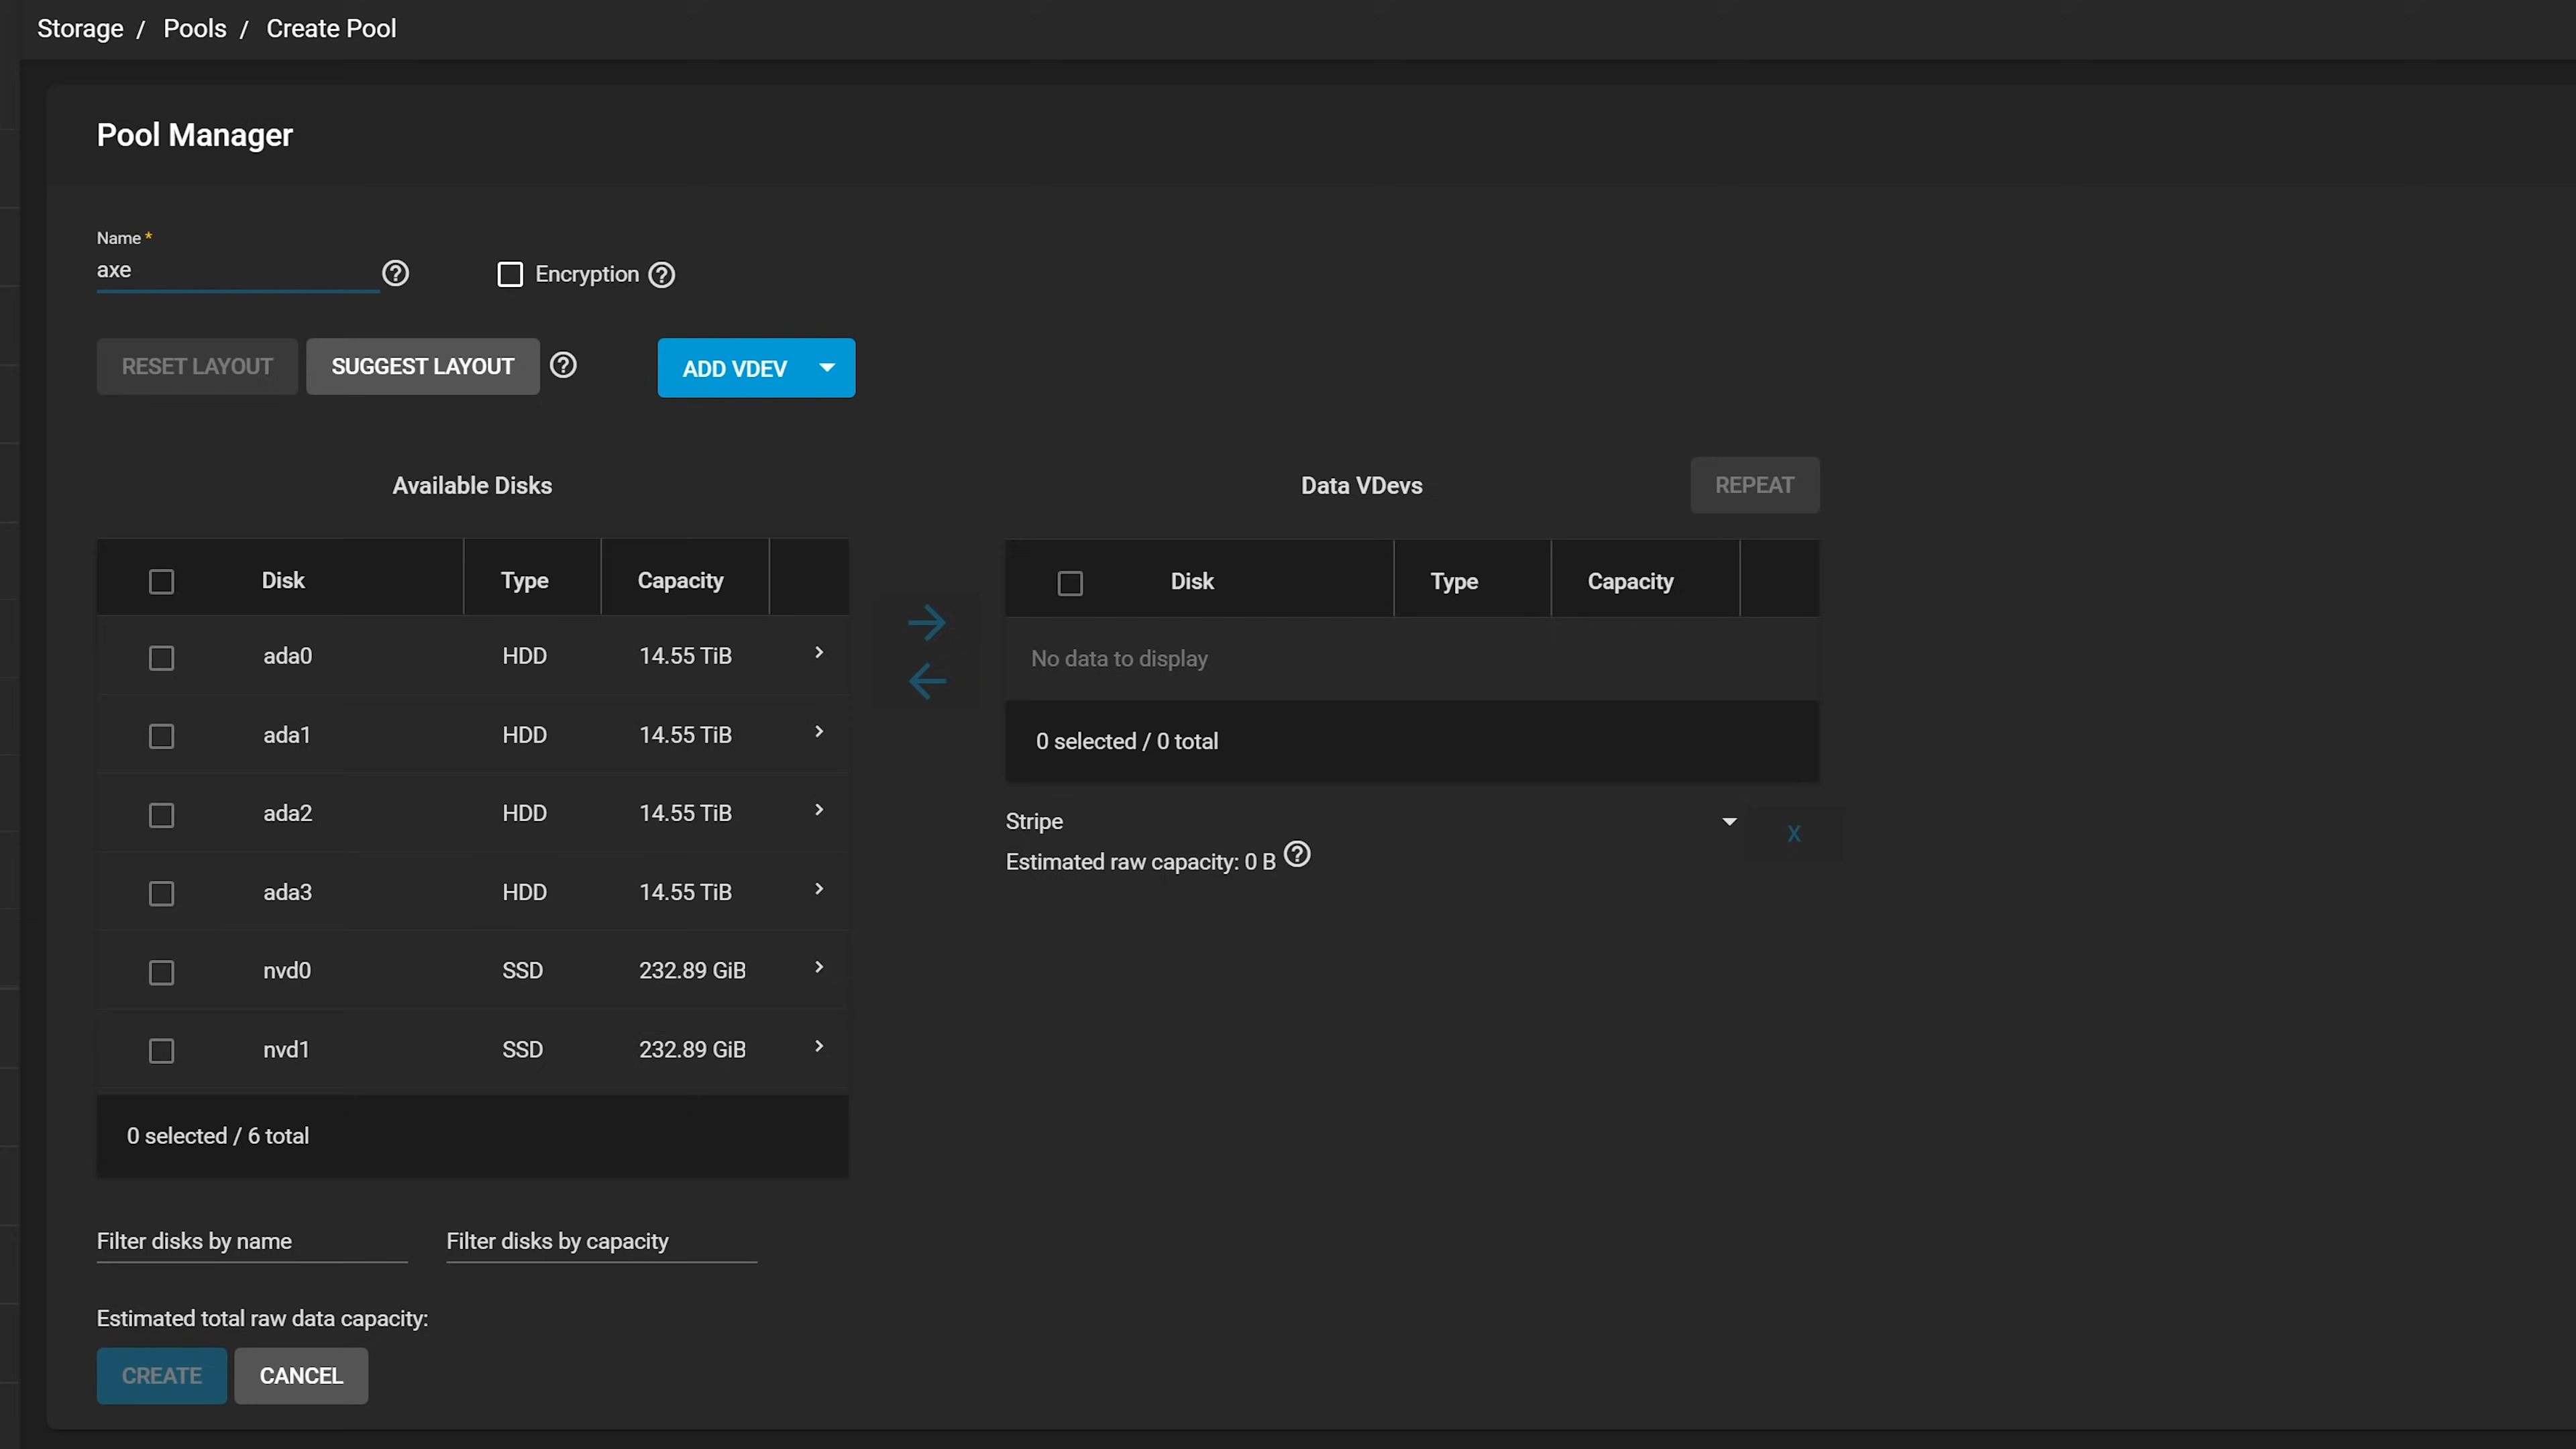 Storage / Pools / Create Pool
Pool Manager
Name *
axe
Encryption
RESET LAYOUT SUGGEST LAYOUT ADD VDEV
Available Disks
Disk Type Capacity
ada0 HDD 14.55 TiB
ada1 HDD 14.55 TiB
ada2 HDD 14.55 TiB
ada3 HDD 14.55 TiB
nvd0 SSD 232.89 GiB
nvd1 SSD 232.89 GiB
0 selected / 6 total
Filter disks by name Filter disks by capacity
Data VDevs REPEAT
Disk Type Capacity
No data to display
0 selected / 0 total
Stripe X
Estimated raw capacity: 0 B
Estimated total raw data capacity:
CREATE CANCEL